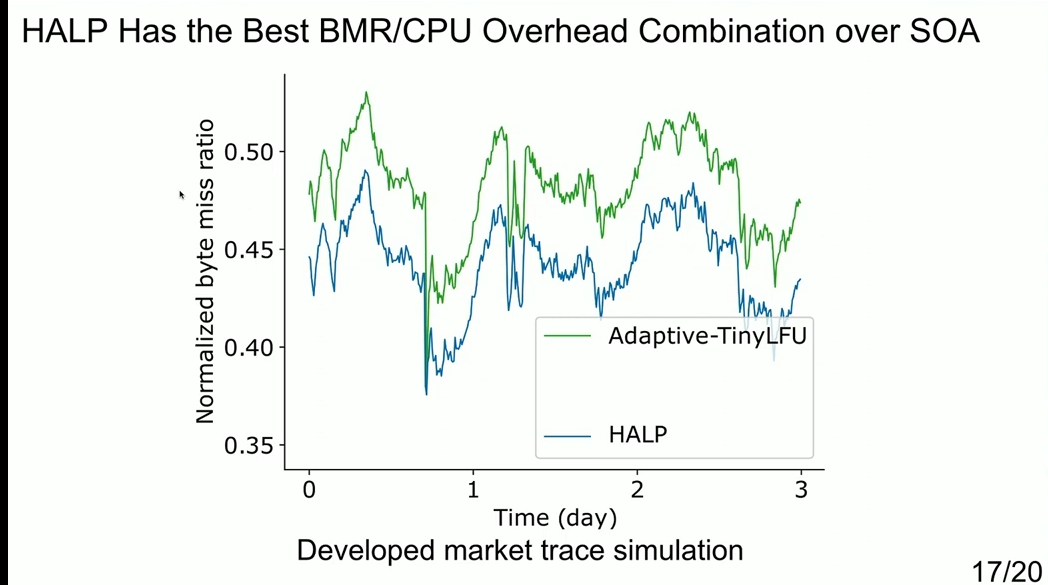 HALP Has the Best BMR/CPU Overhead Combination over SOA
Normalized byte miss ratio
0.50
0.45
0.40
0.35
Adaptive-TinyLFU
HALP
0 1 2 3
Time (day)
Developed market trace simulation
17/20